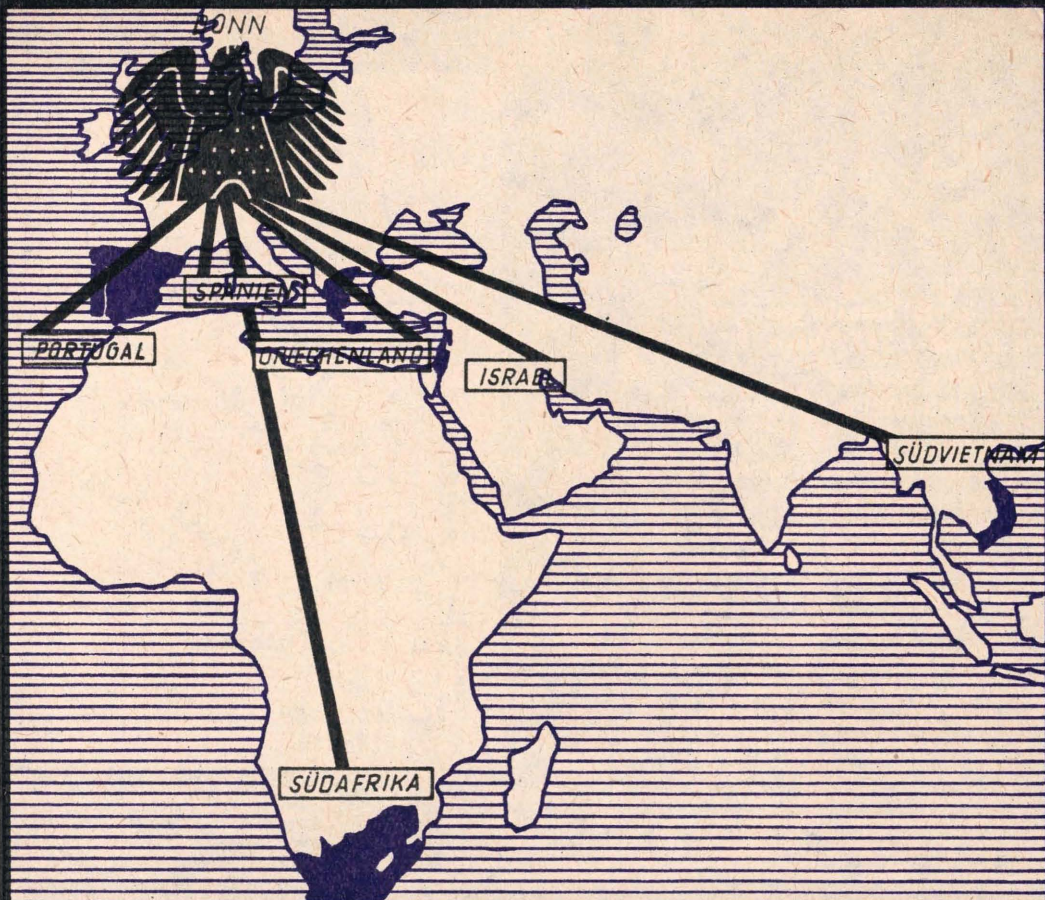 BONN
SPANIEN
PORTUGAL
GRIECHENLAND
ISRAEL
SÜDVIETNAM
SÜDAFRIKA